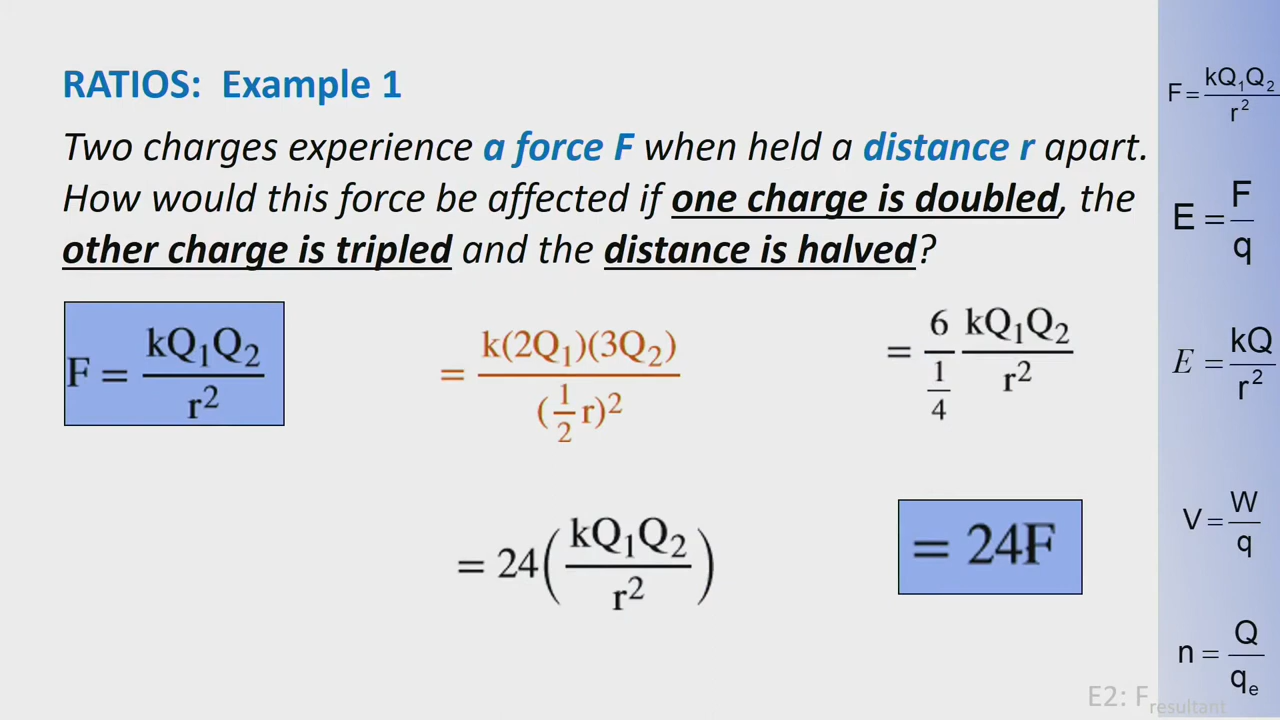 RATIOS: Example 1
Two charges experience a force F when held a distance r apart.
How would this force be affected if one charge is doubled, the
other charge is tripled and the distance is halved?
F = kQ₁Q₂ / r²
= k(2Q₁)(3Q₂) / (½r)²
= 6 / ¼ kQ₁Q₂ / r²
= 24(kQ₁Q₂ / r²)
= 24F
F = kQ₁Q₂ / r²
E = F / q
E = kQ / r²
V = W / q
n = Q / qₑ
E2: F resultant